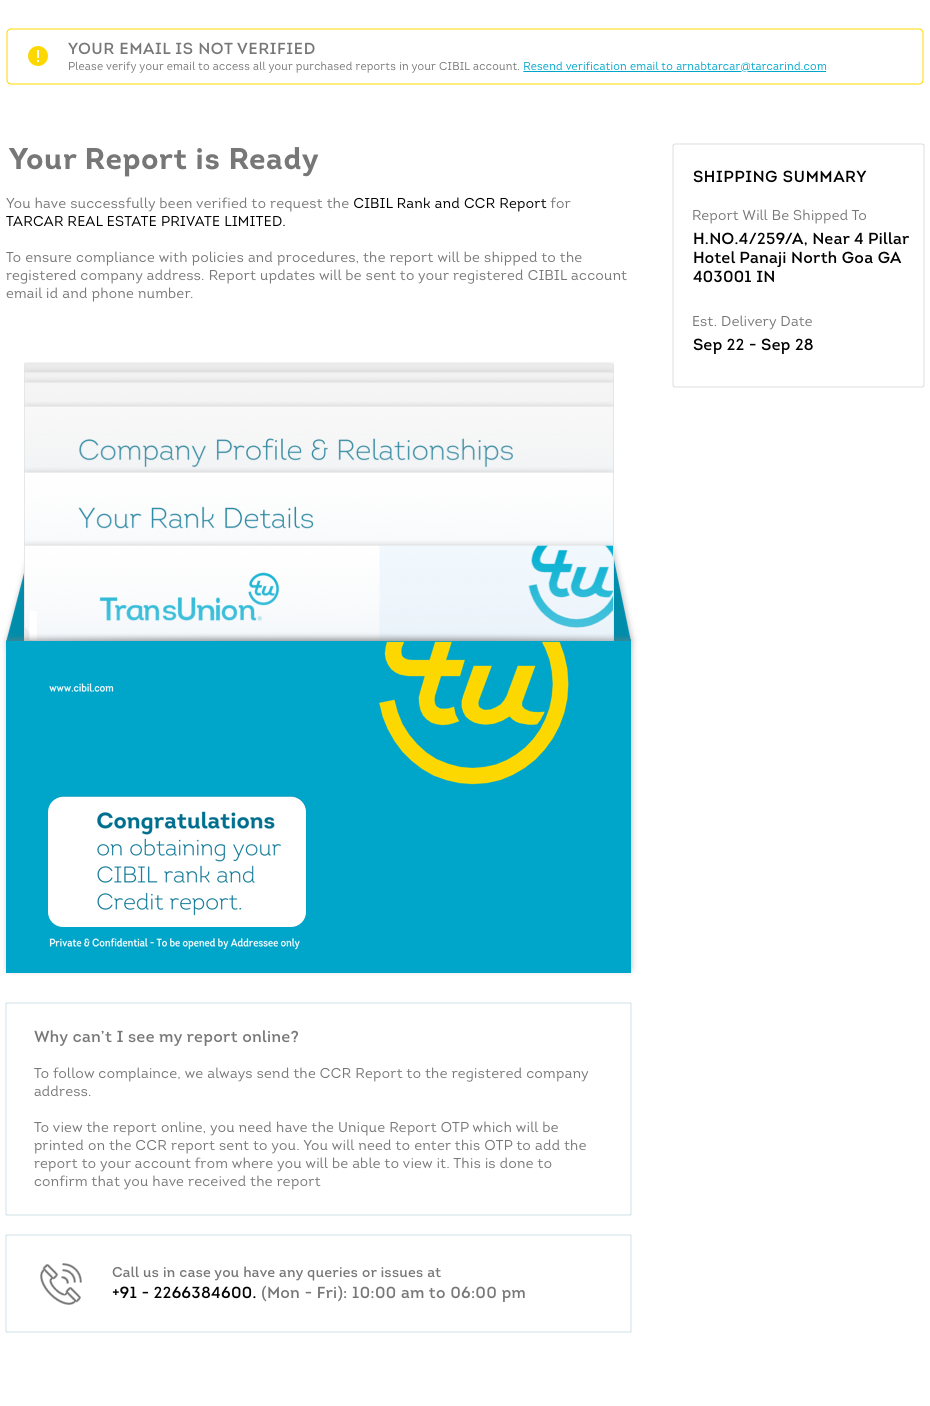 YOUR EMAIL IS NOT VERIFIED
Please verify your email to access all your purchased reports in your CIBIL account. Resend verification email to arnabtarcar@tarcarind.com
Your Report is Ready
You have successfully been verified to request the CIBIL Rank and CCR Report for
TARCAR REAL ESTATE PRIVATE LIMITED.
To ensure compliance with policies and procedures, the report will be shipped to the
registered company address. Report updates will be sent to your registered CIBIL account
email id and phone number.
SHIPPING SUMMARY
Report Will Be Shipped To
H.NO.4/259/A, Near 4 Pillar
Hotel Panaji North Goa GA
403001 IN
Est. Delivery Date
Sep 22 - Sep 28
Company Profile & Relationships
Your Rank Details
TransUnion
tu
tu
www.cibil.com
tu
Congratulations
on obtaining your
CIBIL rank and
Credit report.
Private & Confidential - To be opened by Addressee only
Why can't I see my report online?
To follow complaince, we always send the CCR Report to the registered company
address.
To view the report online, you need have the Unique Report OTP which will be
printed on the CCR report sent to you. You will need to enter this OTP to add the
report to your account from where you will be able to view it. This is done to
confirm that you have received the report
Call us in case you have any queries or issues at
+91 - 2266384600. (Mon - Fri): 10:00 am to 06:00 pm